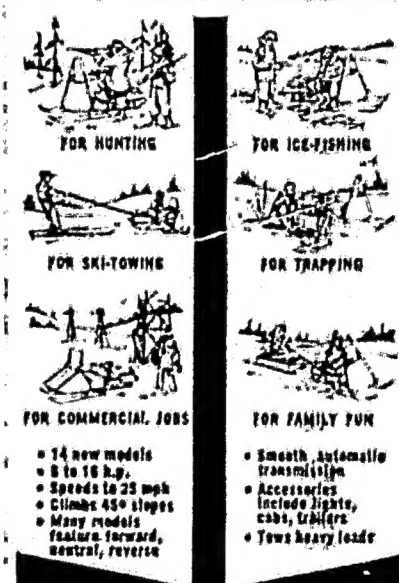 FOR HUNTING
FOR ICE-FISHING
FOR SKI-TOWING
FOR TRAPPING
FOR COMMERCIAL JOBS
FOR FAMILY FUN
• 14 new models
• 8 to 16 h.p.
• Speeds to 25 mph
• Climbs 45° slopes
• Many models
feature forward,
neutral, reverse
• Smooth automatic
transmission
• Accessories
include lights,
cabs, trailers
• Tows heavy loads